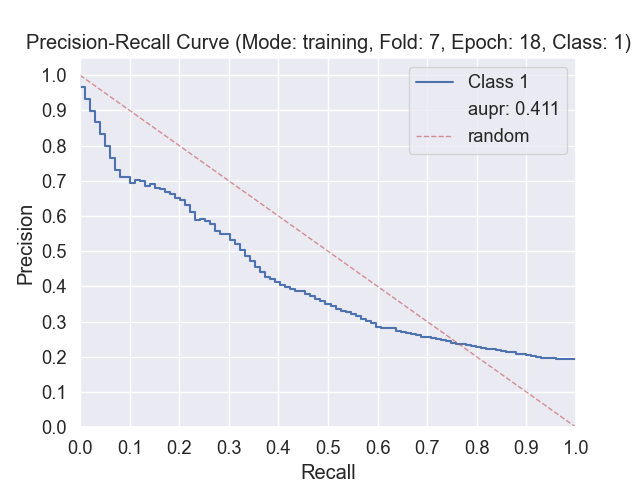 Precision-Recall Curve (Mode: training, Fold: 7, Epoch: 18, Class: 1)
1.0
0.9
0.8
0.7
0.6
0.5
0.4
0.3
0.2
0.1
0.0
Precision
Class 1
aupr: 0.411
random
0.0 0.1 0.2 0.3 0.4 0.5 0.6 0.7 0.8 0.9 1.0
Recall